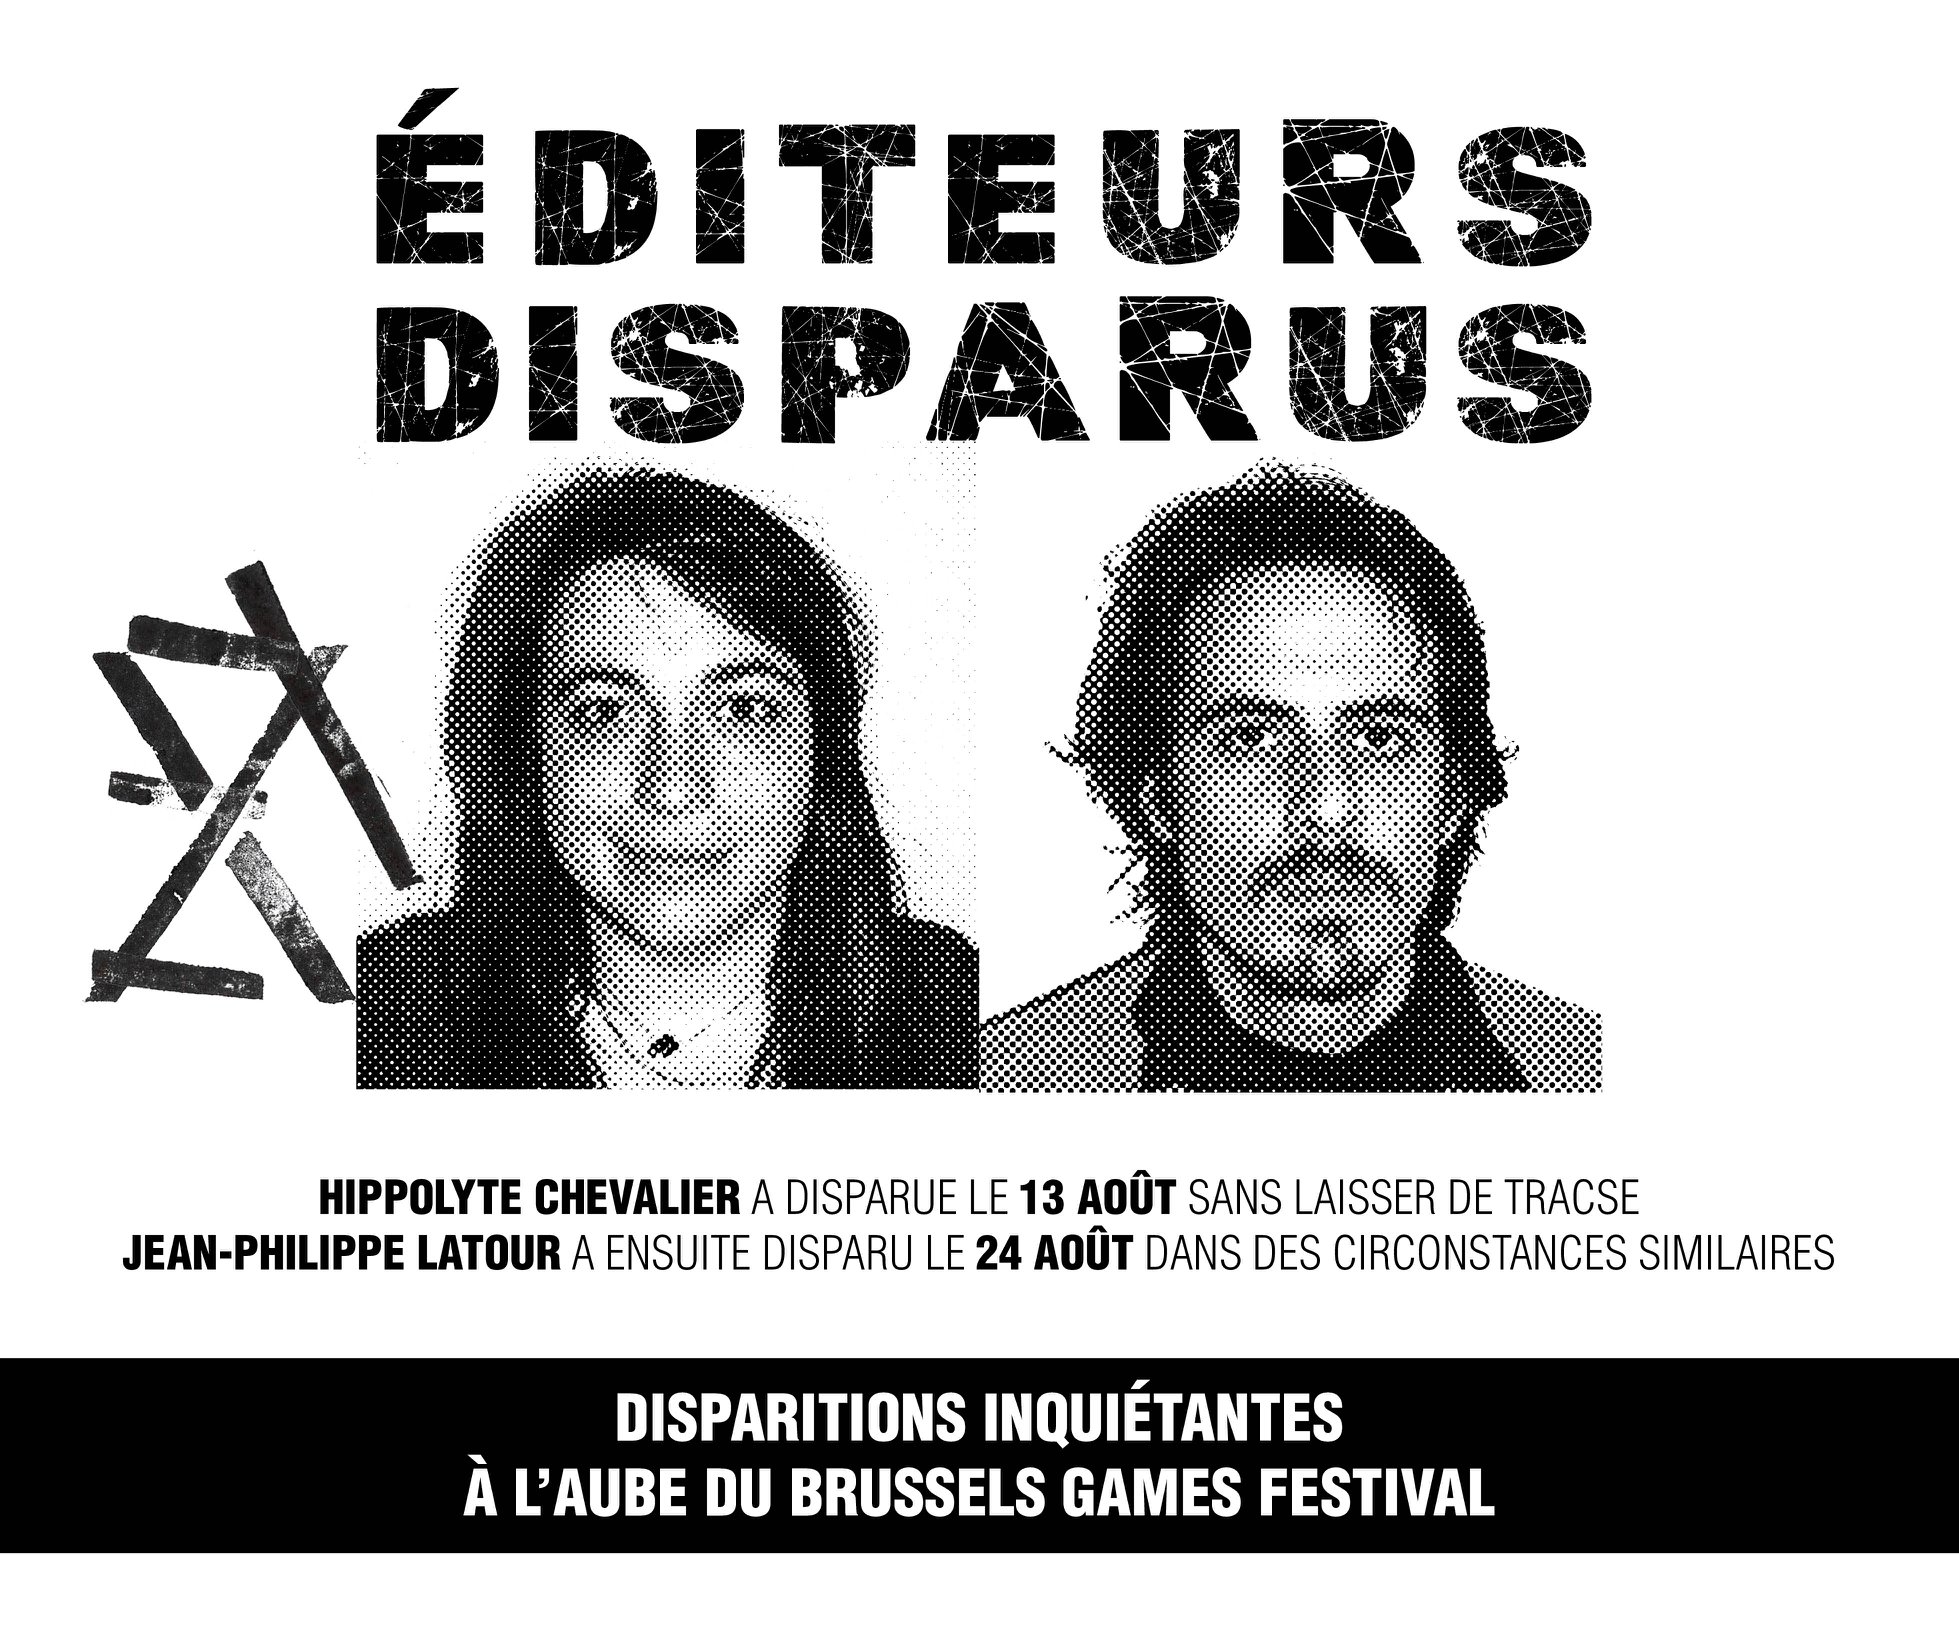 ÉDITEURS
DISPARUS
HIPPOLYTE CHEVALIER A DISPARUE LE 13 AOÛT SANS LAISSER DE TRACSE
JEAN-PHILIPPE LATOUR A ENSUITE DISPARU LE 24 AOÛT DANS DES CIRCONSTANCES SIMILAIRES
DISPARITIONS INQUIÉTANTES
À L'AUBE DU BRUSSELS GAMES FESTIVAL